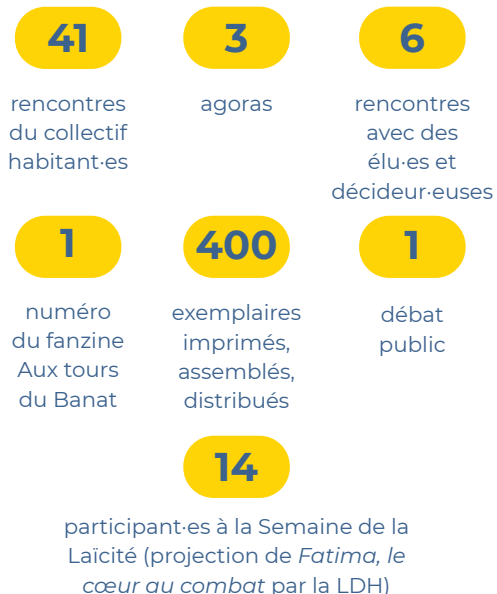 41
rencontres
du collectif
habitant·es
3
agoras
6
rencontres
avec des
élu·es et
décideur·euses
1
numéro
du fanzine
Aux tours
du Banat
400
exemplaires
imprimés,
assemblés,
distribués
1
débat
public
14
participant·es à la Semaine de la
Laïcité (projection de Fatima, le
cœur au combat par la LDH)